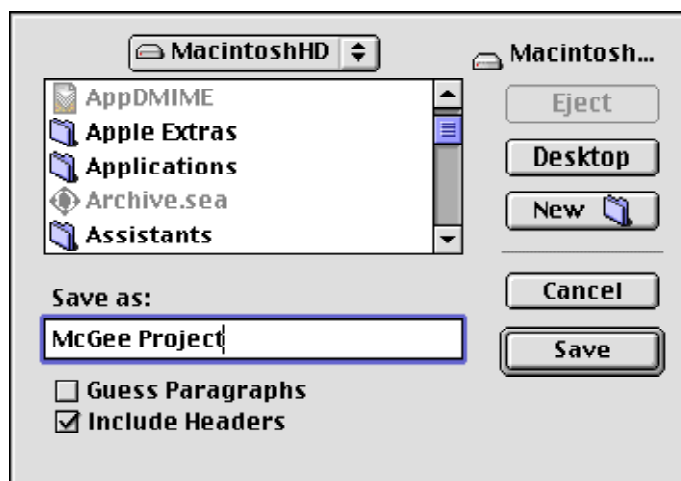 MacintoshHD
Macintosh...
AppDMIME
Apple Extras
Applications
Archive.sea
Assistants
Eject
Desktop
New
Save as:
McGee Project
Cancel
Save
Guess Paragraphs
Include Headers